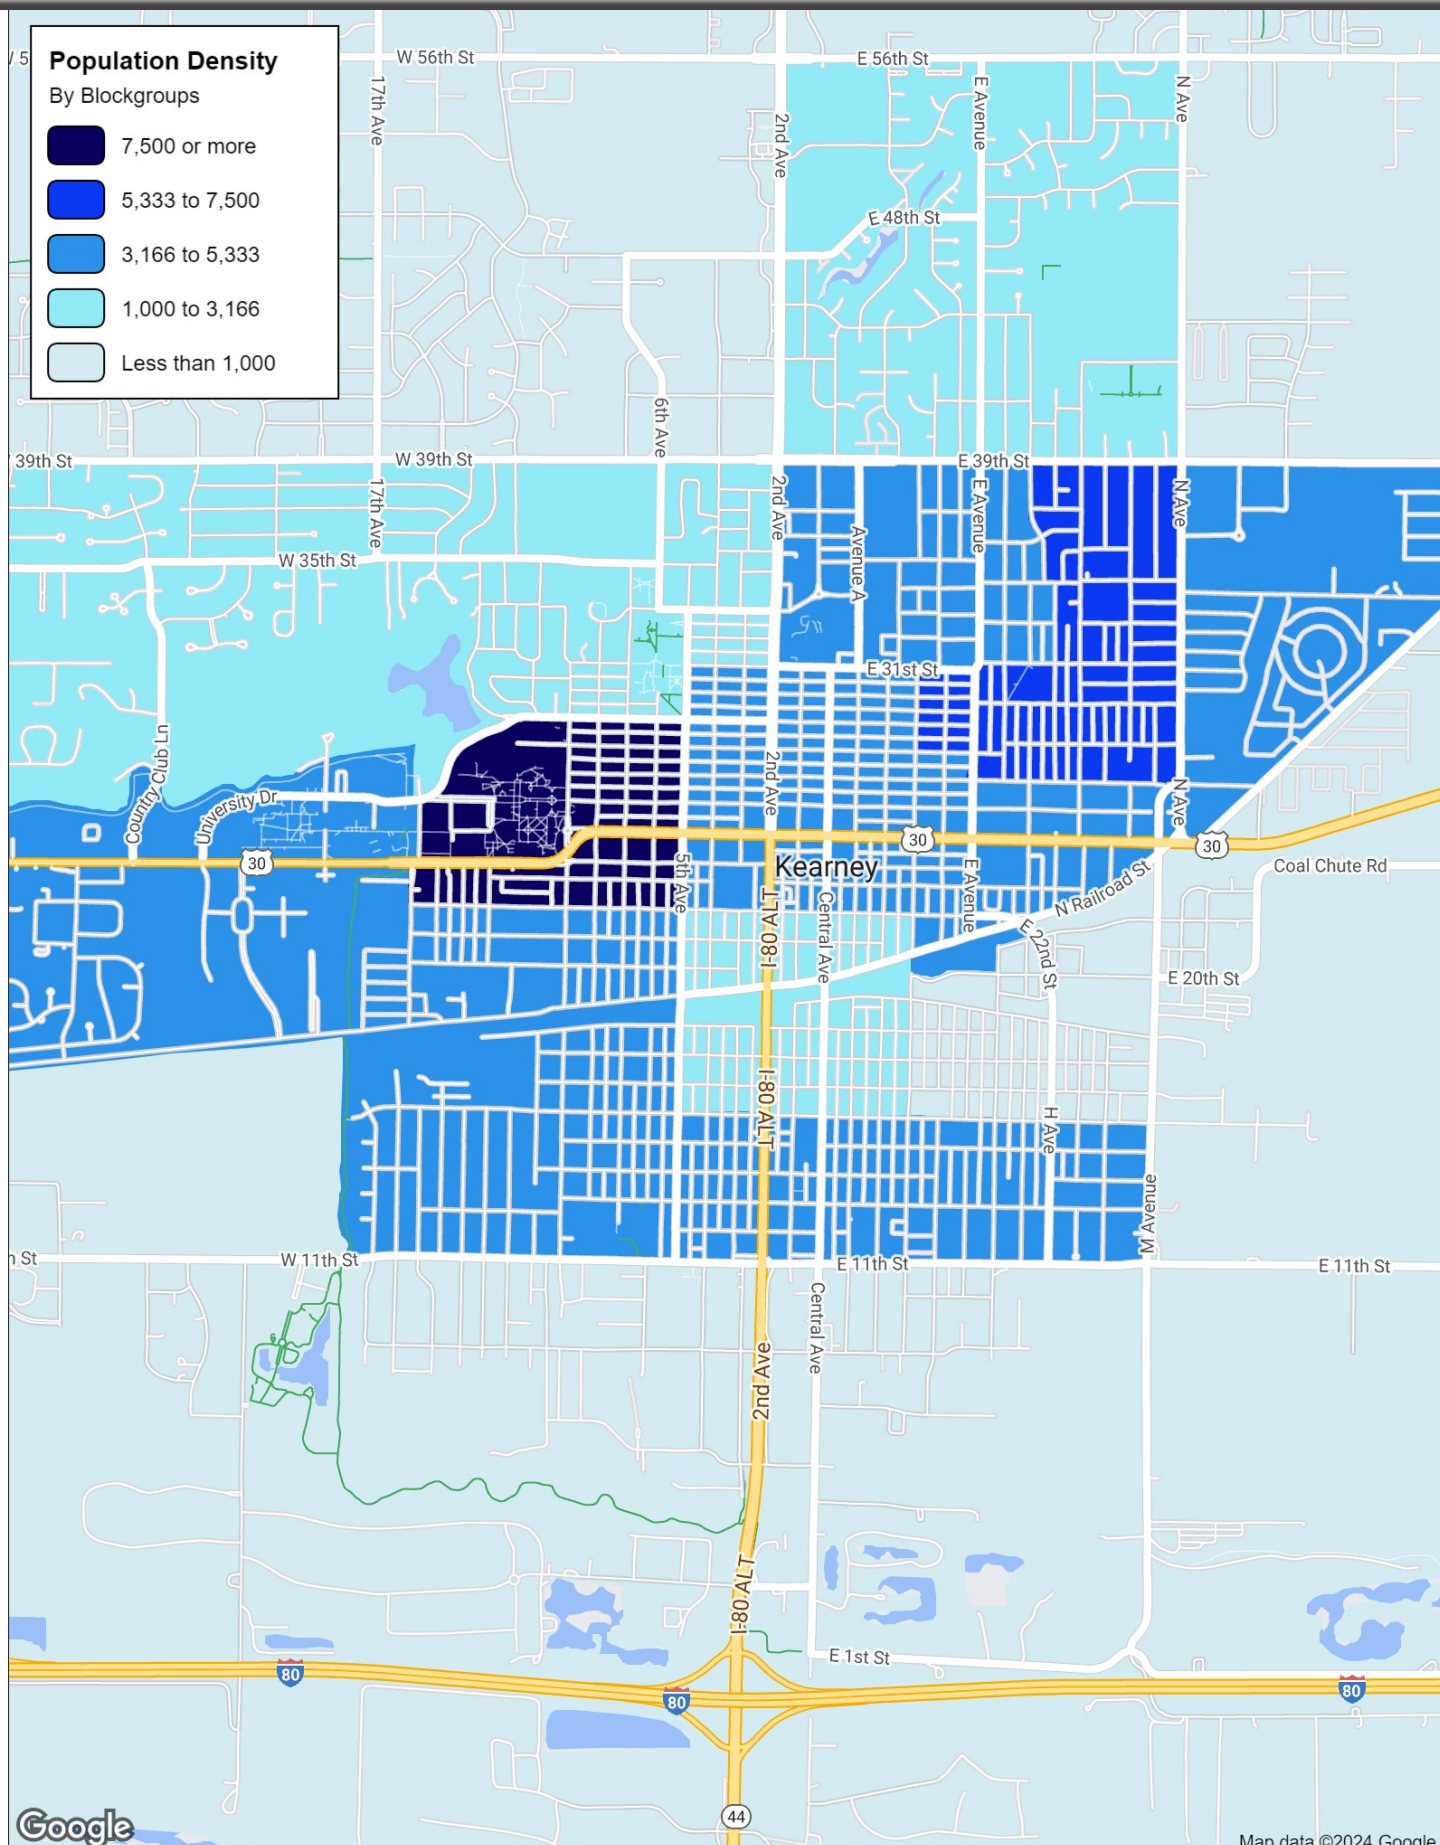 Population Density
By Blockgroups
7,500 or more
5,333 to 7,500
3,166 to 5,333
1,000 to 3,166
Less than 1,000
W 56th St
E 56th St
17th Ave
2nd Ave
E Avenue
N Ave
E 48th St
6th Ave
39th St
W 39th St
E 39th St
17th Ave
2nd Ave
E Avenue
N Ave
Avenue A
W 35th St
E 31st St
Country Club Ln
University Dr
2nd Ave
N Ave
30
30
30
Kearney
5th Ave
I-80 ALT
Central Ave
E Avenue
N Railroad St
Coal Chute Rd
E 22nd St
E 20th St
I-80 ALT
H Ave
M Avenue
St
W 11th St
E 11th St
E 11th St
Central Ave
2nd Ave
I-80 ALT
E 1st St
80
80
80
44
Google
Map data ©2024 Google